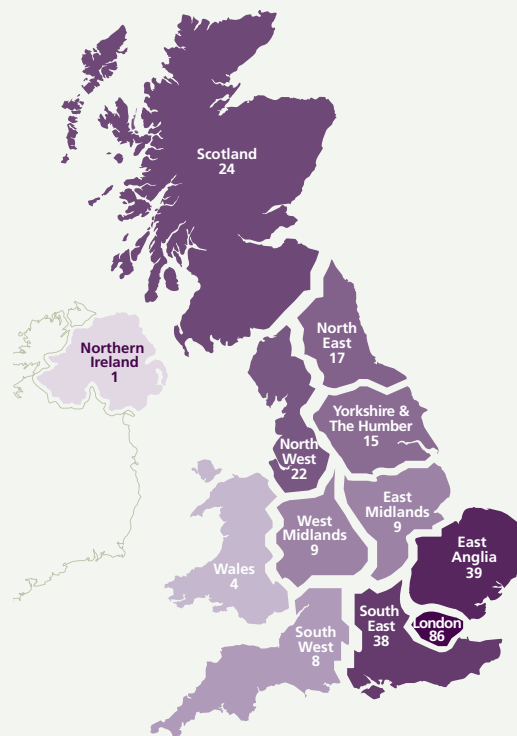 Scotland
24
North
East
17
Northern
Ireland
1
Yorkshire &
The Humber
15
North
West
22
East
Midlands
9
West
Midlands
9
East
Anglia
39
Wales
4
South
East
38
London
86
South
West
8